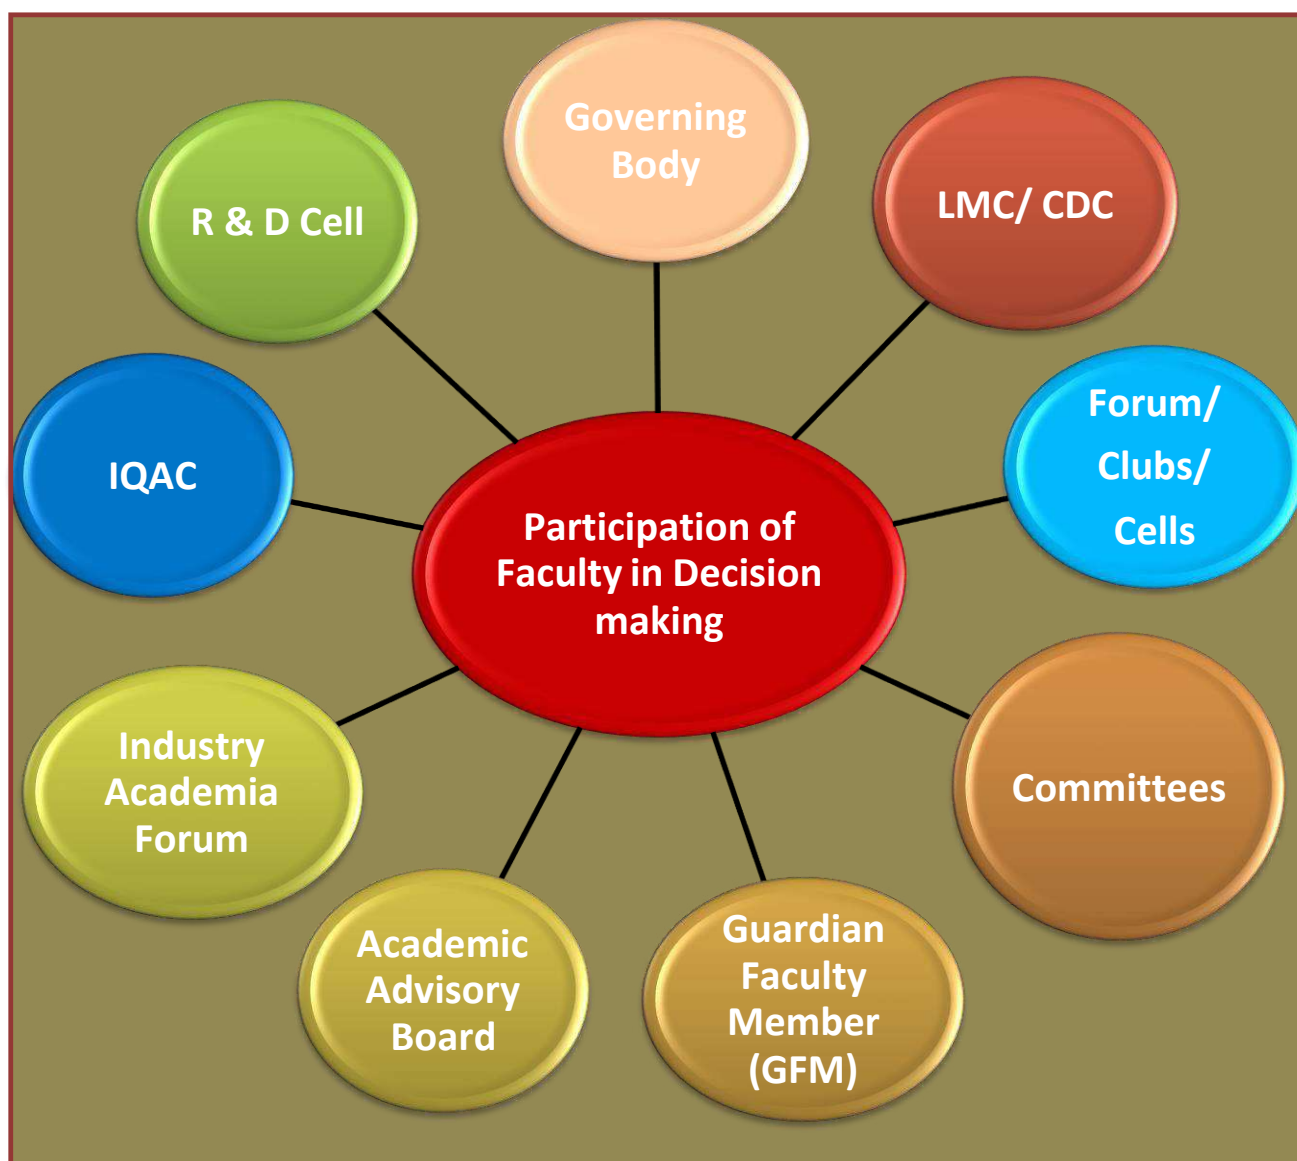 Governing
Body
LMC/ CDC
R & D Cell
Forum/
Clubs/
Cells
IQAC
Participation of
Faculty in Decision
making
Industry
Academia
Forum
Committees
Academic
Advisory
Board
Guardian
Faculty
Member
(GFM)